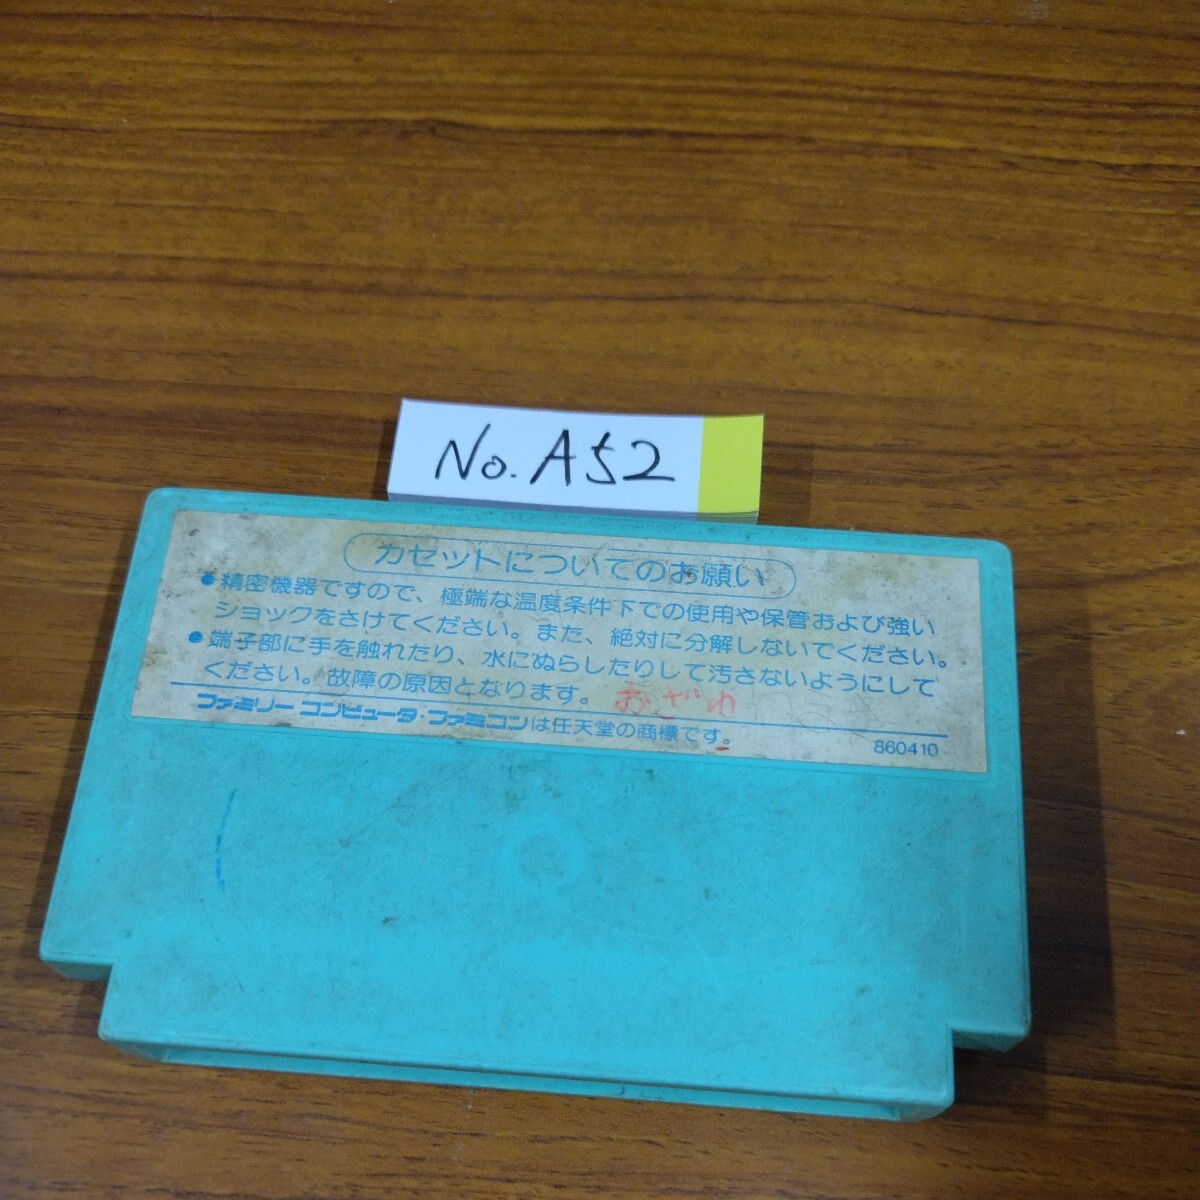 No. A52
カセットについてのお願い
●精密機器ですので、極端な温度条件下での使用や保管および強い
ショックをさけてください。また、絶対に分解しないでください。
●端子部に手を触れたり、水にぬらしたりして汚さないようにして
ください。故障の原因となります。 おざわ
ファミリーコンピュータ・ファミコンは任天堂の商標です。
860410